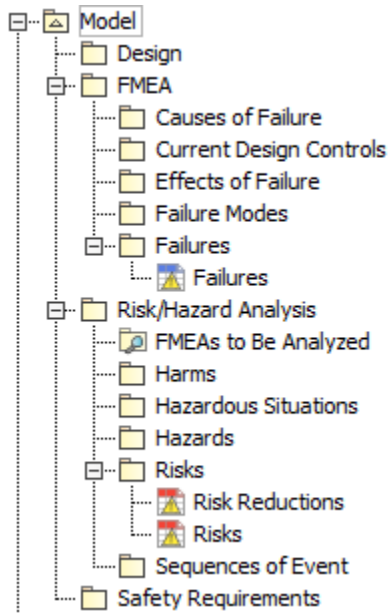 Model
Design
FMEA
Causes of Failure
Current Design Controls
Effects of Failure
Failure Modes
Failures
Failures
Risk/Hazard Analysis
FMEAs to Be Analyzed
Harms
Hazardous Situations
Hazards
Risks
Risk Reductions
Risks
Sequences of Event
Safety Requirements